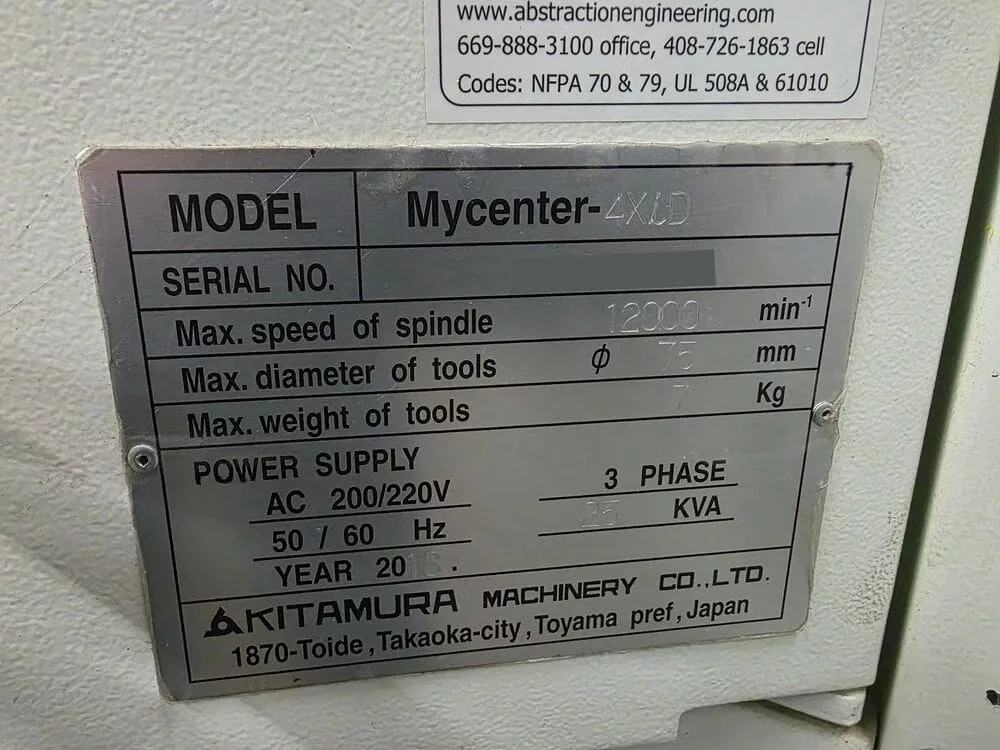 www.abstractionengineering.com
669-888-3100 office, 408-726-1863 cell
Codes: NFPA 70 & 79, UL 508A & 61010
MODEL Mycenter-4XiD
SERIAL NO.
Max. speed of spindle 12000 min-1
Max. diameter of tools φ 75 mm
Max. weight of tools 7 Kg
POWER SUPPLY
AC 200/220V 3 PHASE
50 / 60 Hz 25 KVA
YEAR 2016.
KITAMURA MACHINERY CO.,LTD.
1870-Toide, Takaoka-city, Toyama pref, Japan